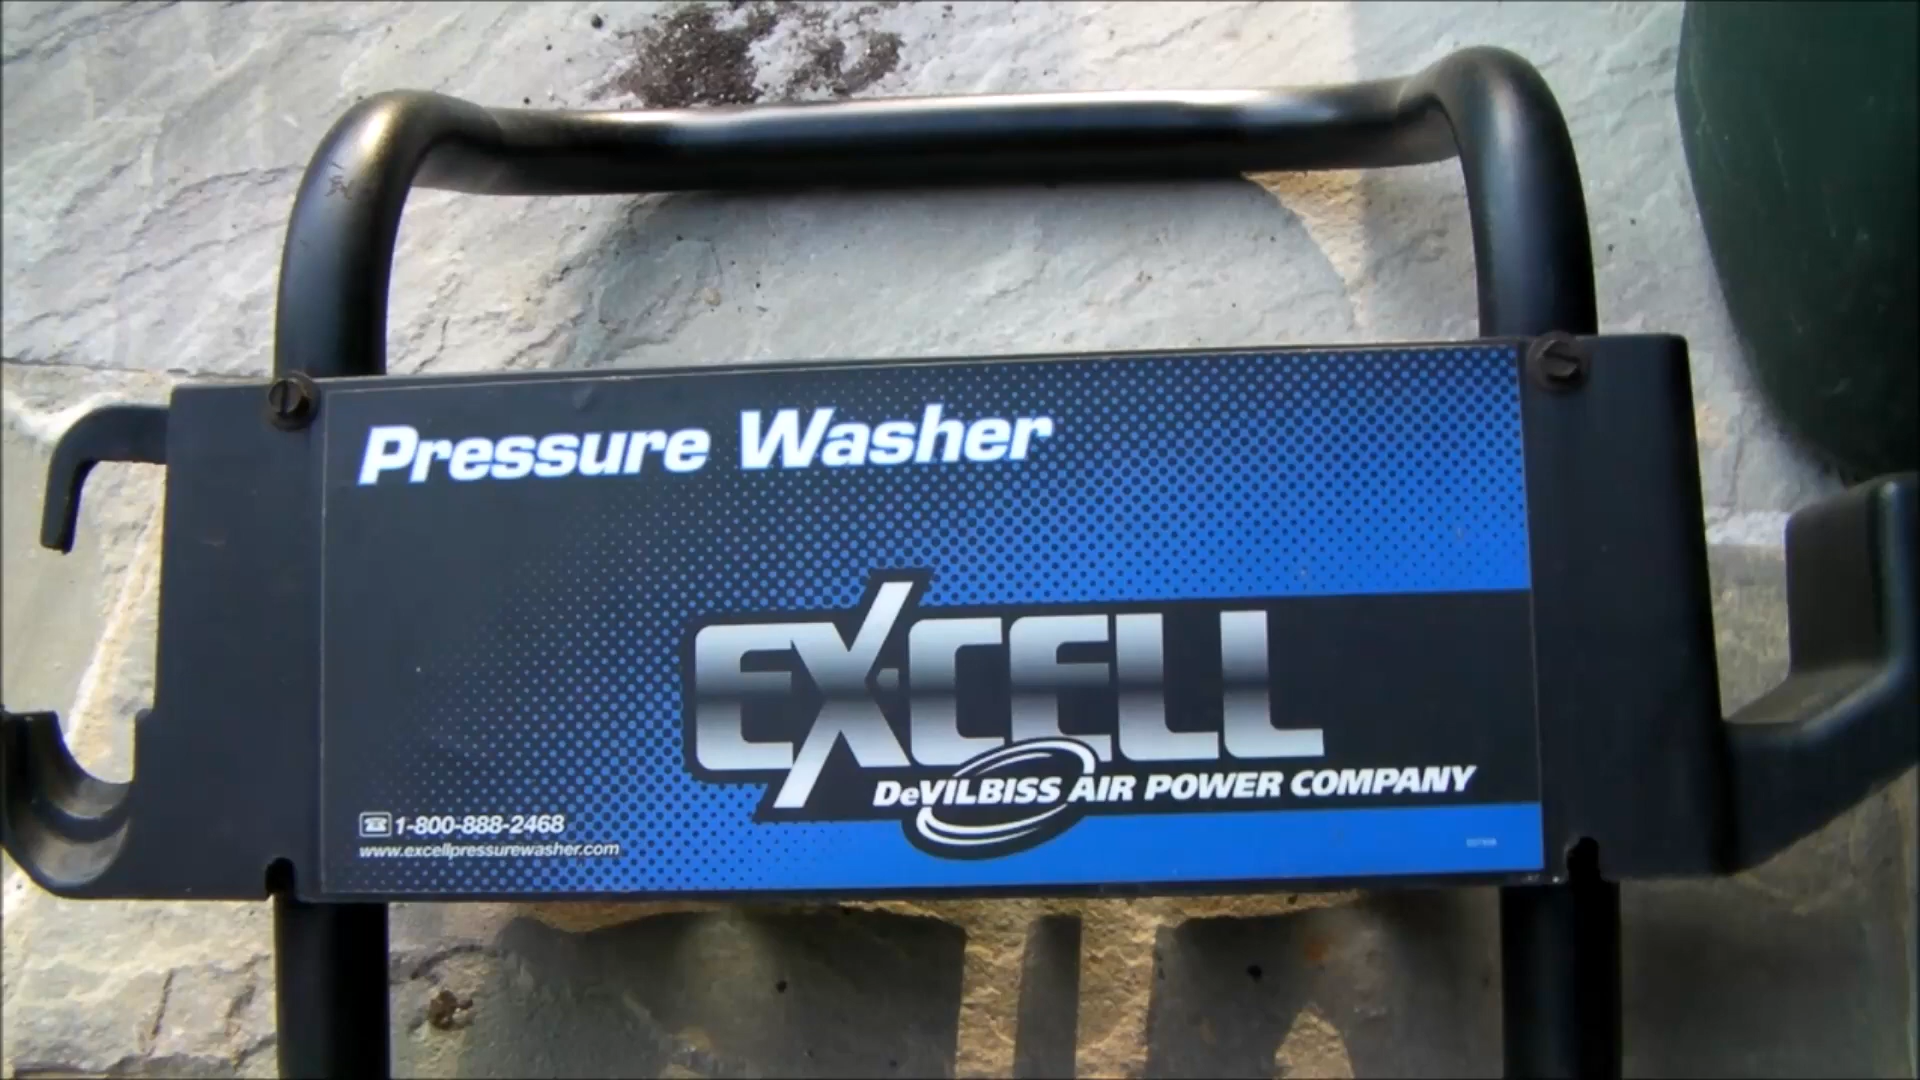 Pressure Washer
EXCELL
DeVILBISS AIR POWER COMPANY
1-800-888-2468
www.excellpressurewasher.com